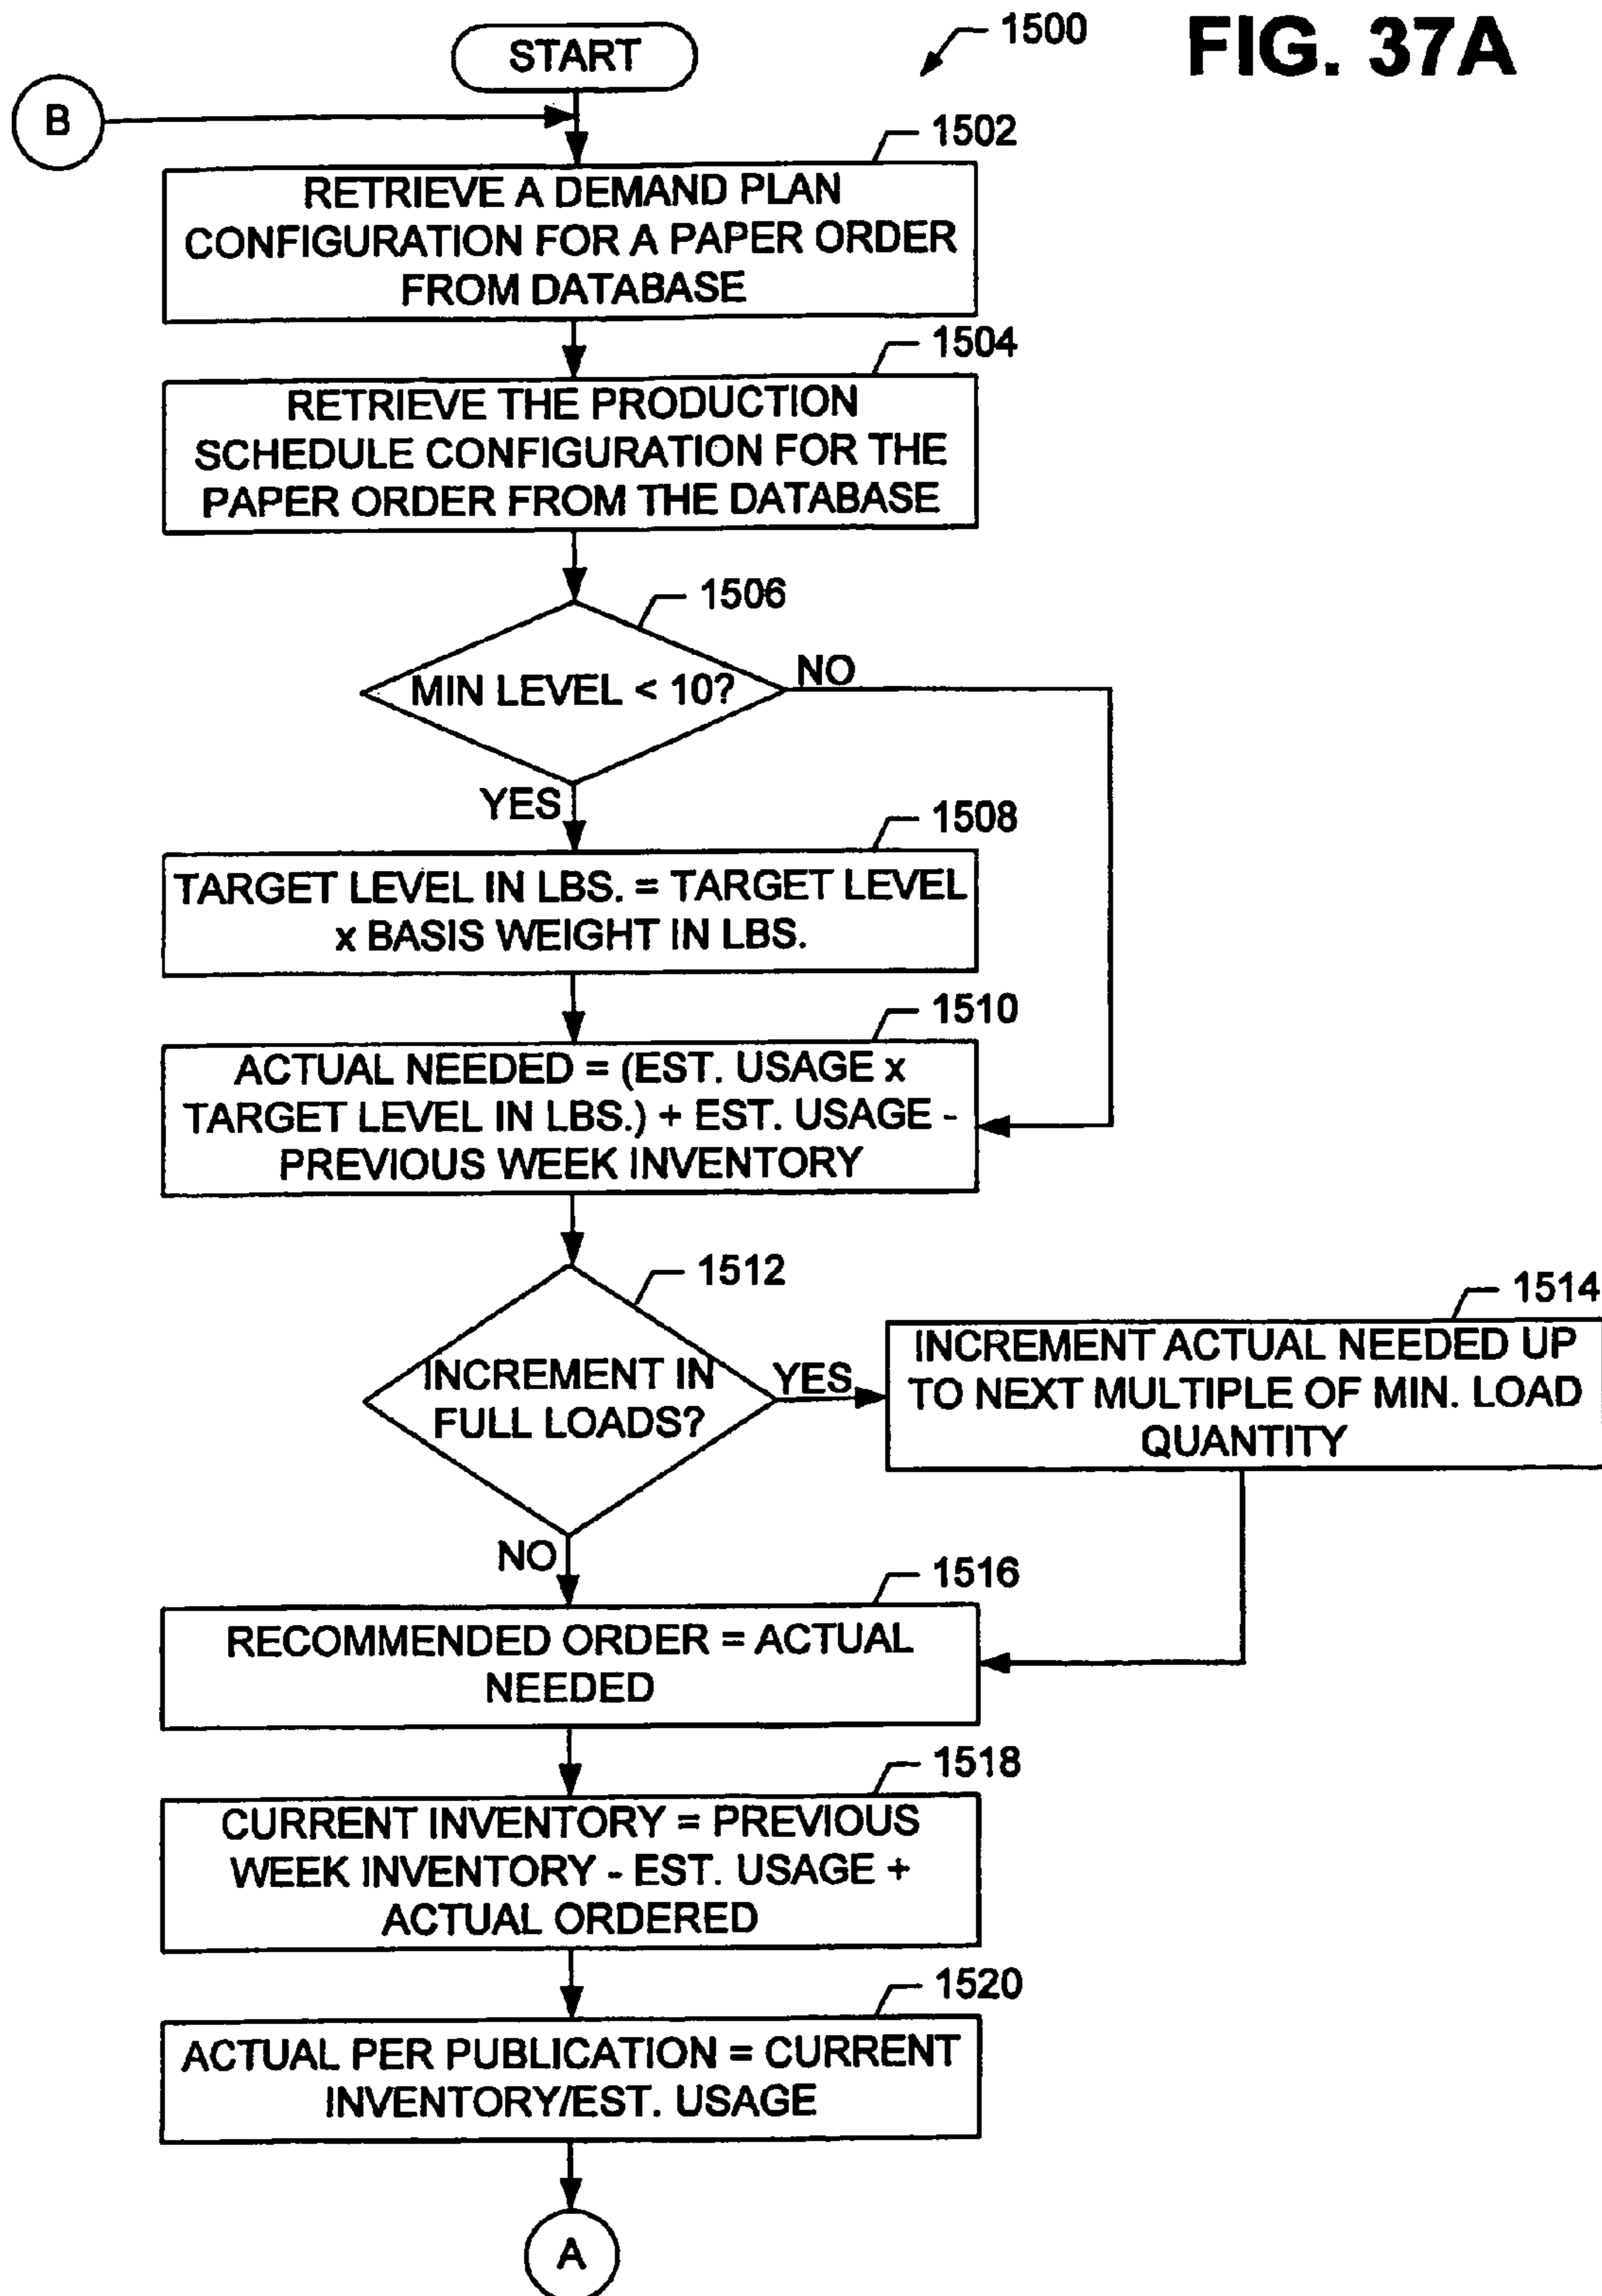 FIG. 37A
1500
START
B
1502
RETRIEVE A DEMAND PLAN
CONFIGURATION FOR A PAPER ORDER
FROM DATABASE
1504
RETRIEVE THE PRODUCTION
SCHEDULE CONFIGURATION FOR THE
PAPER ORDER FROM THE DATABASE
1506
MIN LEVEL < 10?
NO
YES
1508
TARGET LEVEL IN LBS. = TARGET LEVEL
x BASIS WEIGHT IN LBS.
1510
ACTUAL NEEDED = (EST. USAGE x
TARGET LEVEL IN LBS.) + EST. USAGE -
PREVIOUS WEEK INVENTORY
1512
INCREMENT IN
FULL LOADS?
YES
NO
1514
INCREMENT ACTUAL NEEDED UP
TO NEXT MULTIPLE OF MIN. LOAD
QUANTITY
1516
RECOMMENDED ORDER = ACTUAL
NEEDED
1518
CURRENT INVENTORY = PREVIOUS
WEEK INVENTORY - EST. USAGE +
ACTUAL ORDERED
1520
ACTUAL PER PUBLICATION = CURRENT
INVENTORY/EST. USAGE
A